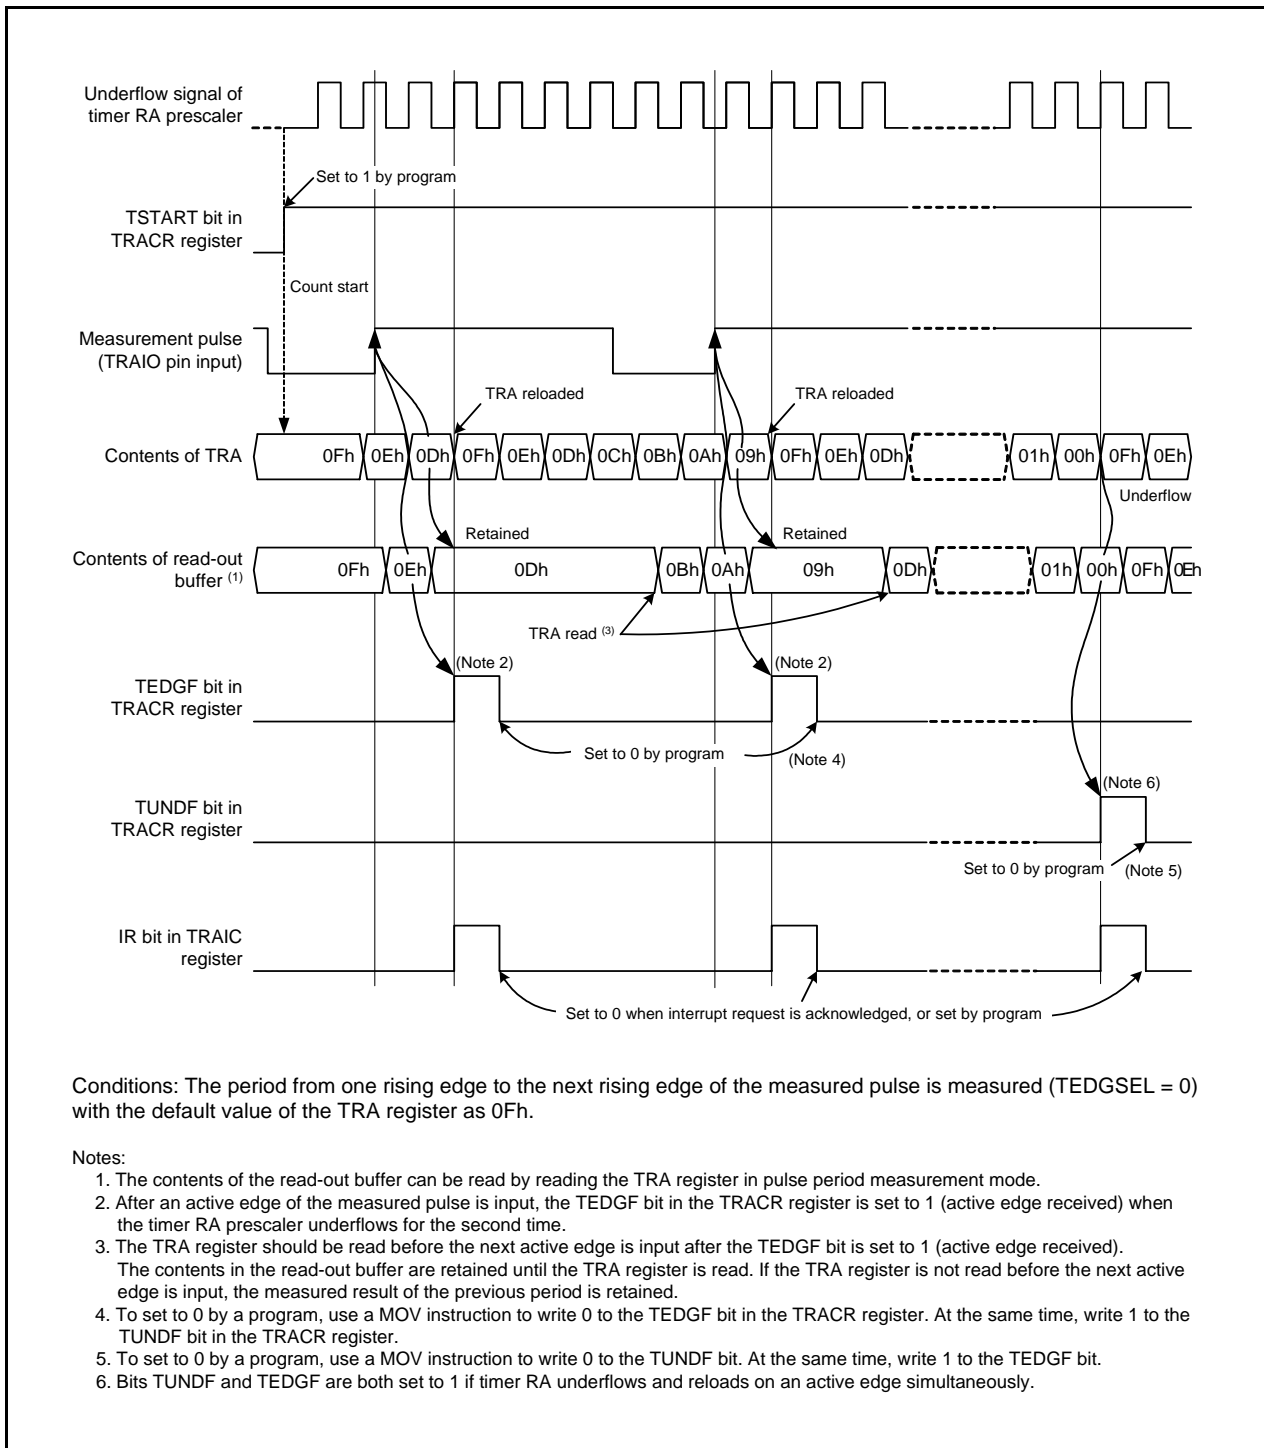 Underflow signal of
timer RA prescaler
Set to 1 by program
TSTART bit in
TRACR register
Count start
Measurement pulse
(TRAIO pin input)
TRA reloaded
TRA reloaded
Contents of TRA
0Fh 0Eh 0Dh 0Fh 0Eh 0Dh 0Ch 0Bh 0Ah 09h 0Fh 0Eh 0Dh 01h 00h 0Fh 0Eh
Underflow
Retained
Retained
Contents of read-out
buffer (1)
0Fh 0Eh 0Dh 0Bh 0Ah 09h 0Dh 01h 00h 0Fh 0Eh
TRA read (3)
(Note 2)
(Note 2)
TEDGF bit in
TRACR register
Set to 0 by program
(Note 4)
(Note 6)
TUNDF bit in
TRACR register
Set to 0 by program
(Note 5)
IR bit in TRAIC
register
Set to 0 when interrupt request is acknowledged, or set by program
Conditions: The period from one rising edge to the next rising edge of the measured pulse is measured (TEDGSEL = 0)
with the default value of the TRA register as 0Fh.
Notes:
1. The contents of the read-out buffer can be read by reading the TRA register in pulse period measurement mode.
2. After an active edge of the measured pulse is input, the TEDGF bit in the TRACR register is set to 1 (active edge received) when
the timer RA prescaler underflows for the second time.
3. The TRA register should be read before the next active edge is input after the TEDGF bit is set to 1 (active edge received).
The contents in the read-out buffer are retained until the TRA register is read. If the TRA register is not read before the next active
edge is input, the measured result of the previous period is retained.
4. To set to 0 by a program, use a MOV instruction to write 0 to the TEDGF bit in the TRACR register. At the same time, write 1 to the
TUNDF bit in the TRACR register.
5. To set to 0 by a program, use a MOV instruction to write 0 to the TUNDF bit. At the same time, write 1 to the TEDGF bit.
6. Bits TUNDF and TEDGF are both set to 1 if timer RA underflows and reloads on an active edge simultaneously.